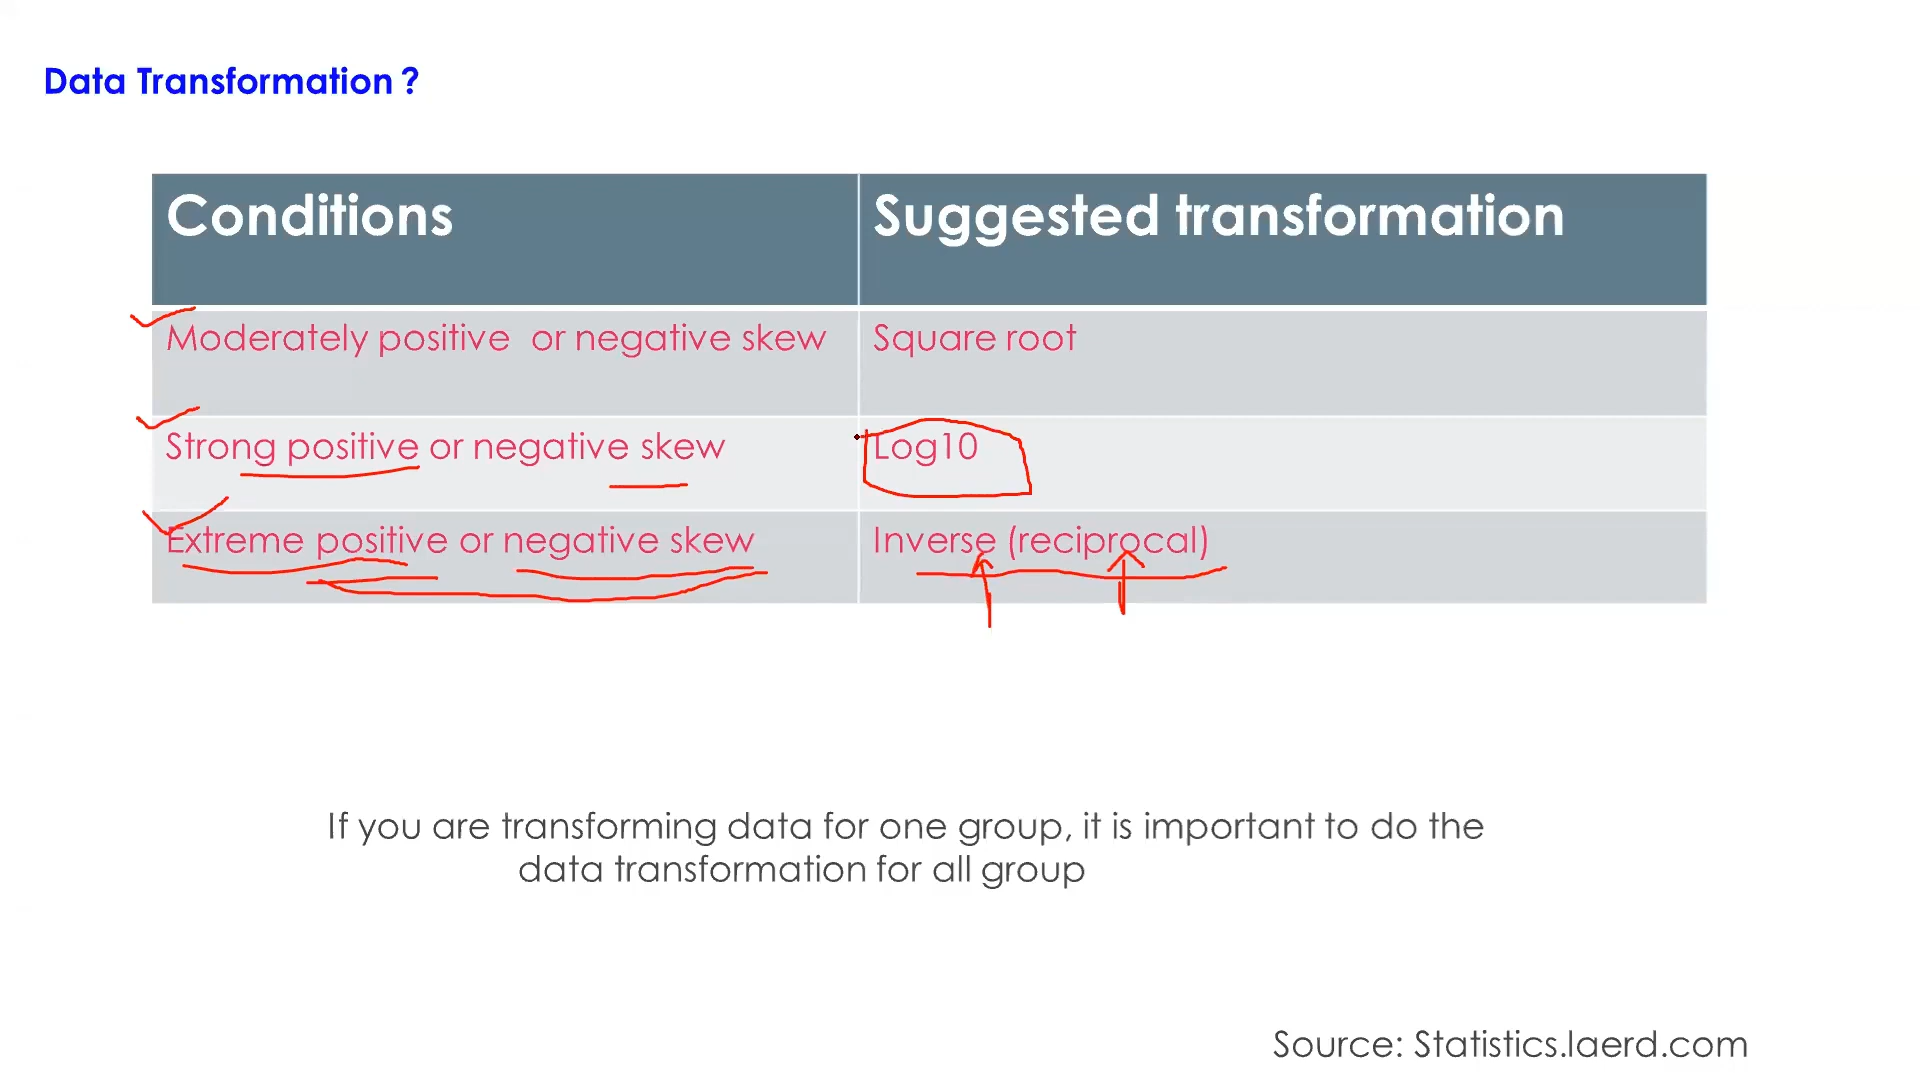 Data Transformation ?
Conditions
Suggested transformation
Moderately positive or negative skew
Square root
Strong positive or negative skew
Log10
Extreme positive or negative skew
Inverse (reciprocal)
If you are transforming data for one group, it is important to do the
data transformation for all group
Source: Statistics.laerd.com